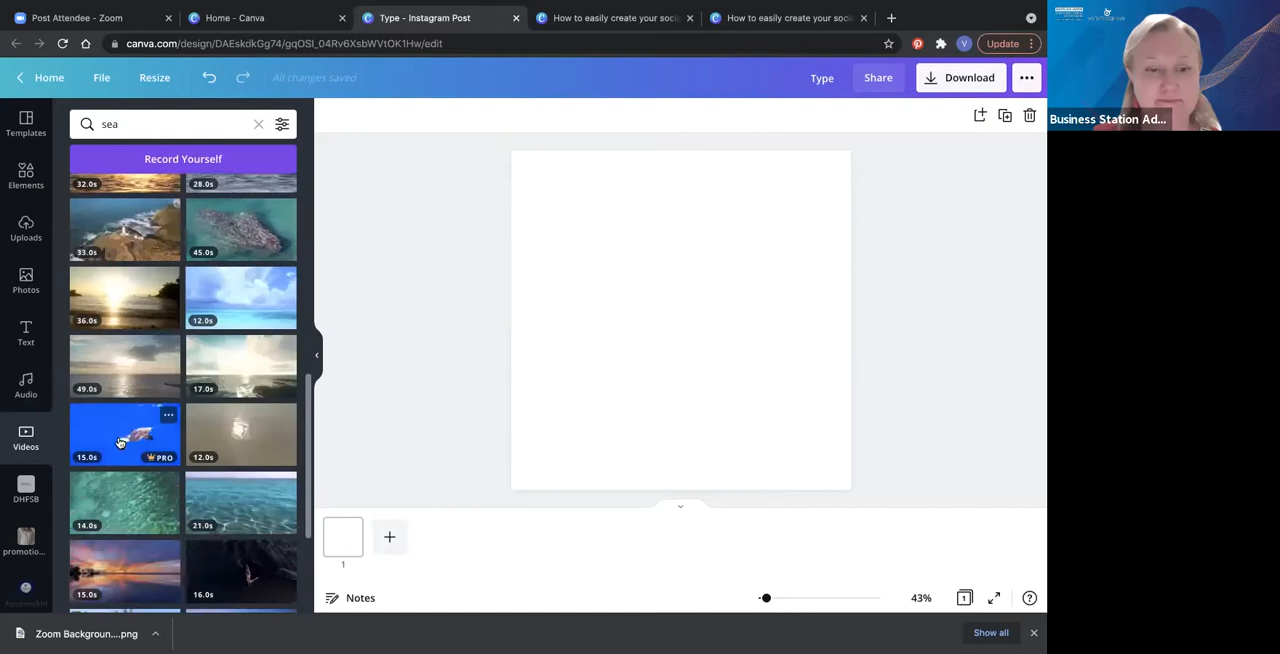 Post Attendee - Zoom
Home - Canva
Type - Instagram Post
How to easily create your soci
How to easily create your soci
canva.com/design/DAEskdkGg74/gqOSI_04Rv6XsbWVtOK1Hw/edit
V
Update
Home
File
Resize
All changes saved
Type
Share
Download
Business Station Ad...
Templates
Elements
Uploads
Photos
Text
Audio
Videos
DHFSB
promotio...
sea
Record Yourself
32.0s
28.0s
33.0s
45.0s
36.0s
12.0s
49.0s
17.0s
15.0s
PRO
12.0s
14.0s
21.0s
15.0s
16.0s
1
Notes
43%
1
Zoom Backgroun....png
Show all